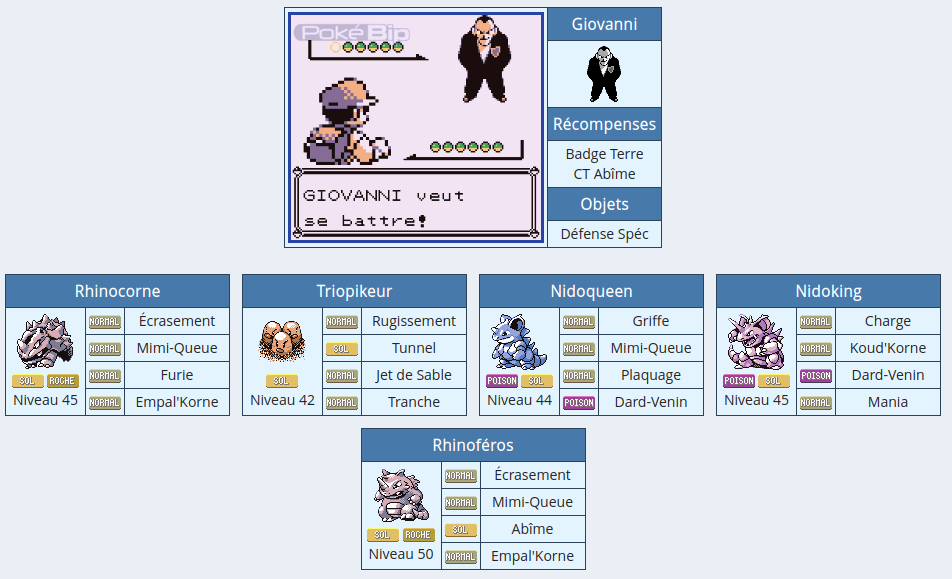 Poké Bip
GIOVANNI veut
se battre!
Giovanni
Récompenses
Badge Terre
CT Abîme
Objets
Défense Spéc
Rhinocorne
SOL ROCHE
Niveau 45
NORMAL Écrasement
NORMAL Mimi-Queue
NORMAL Furie
NORMAL Empal'Korne
Triopikeur
SOL
Niveau 42
NORMAL Rugissement
SOL Tunnel
NORMAL Jet de Sable
NORMAL Tranche
Nidoqueen
POISON SOL
Niveau 44
NORMAL Griffe
NORMAL Mimi-Queue
NORMAL Plaquage
POISON Dard-Venin
Nidoking
POISON SOL
Niveau 45
NORMAL Charge
NORMAL Koud'Korne
POISON Dard-Venin
NORMAL Mania
Rhinoféros
SOL ROCHE
Niveau 50
NORMAL Écrasement
NORMAL Mimi-Queue
SOL Abîme
NORMAL Empal'Korne